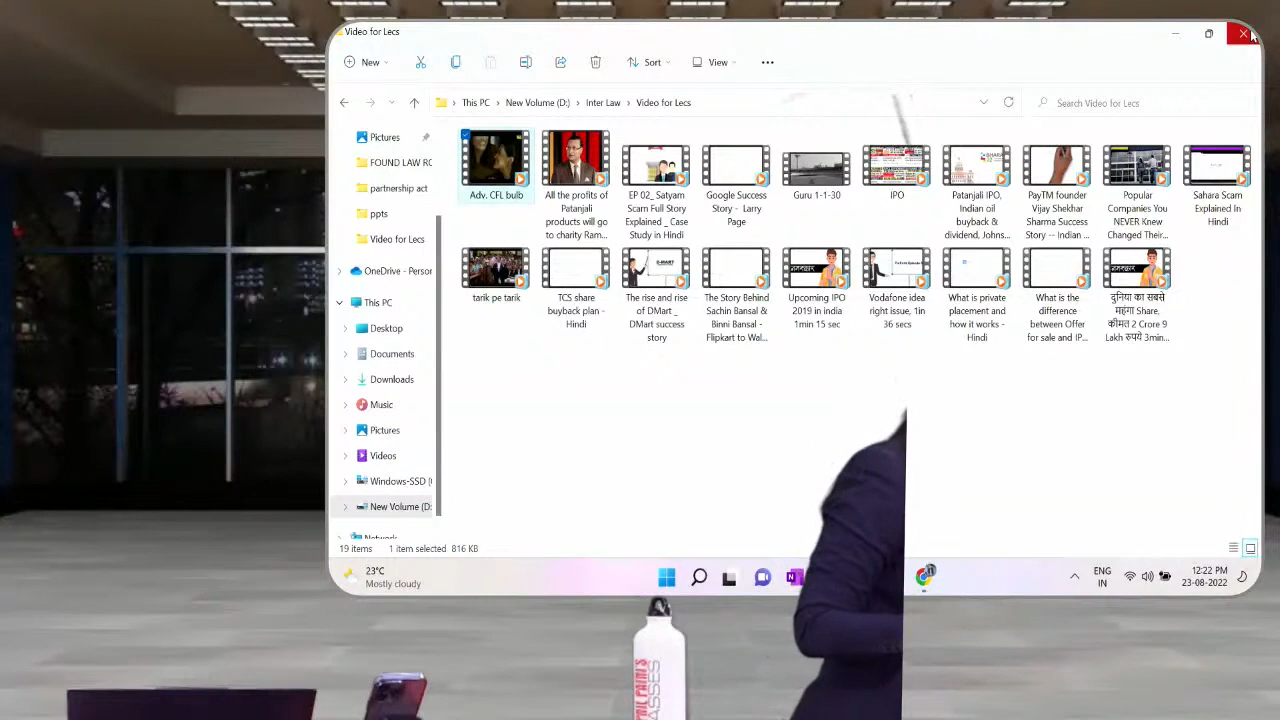 Video for Lecs
New
Sort
View
This PC
New Volume (D:)
Inter Law
Video for Lecs
Search Video for Lecs
Pictures
FOUND LAW RC
partnership act
ppts
Video for Lecs
OneDrive - Person
This PC
Desktop
Documents
Downloads
Music
Pictures
Videos
Windows-SSD (
New Volume (D:
Network
Adv. CFL bulb
All the profits of
Patanjali
products will go
to charity Ram...
EP 02_ Satyam
Scam Full Story
Explained _ Case
Study in Hindi
Google Success
Story - Larry
Page
Guru 1-1-30
IPO
Patanjali IPO,
Indian oil
buyback &
dividend, Johns...
PayTM founder
Vijay Shekhar
Sharma Success
Story -- Indian ...
Popular
Companies You
NEVER Knew
Changed Their...
Sahara Scam
Explained In
Hindi
tarik pe tarik
TCS share
buyback plan -
Hindi
The rise and rise
of DMart _
DMart success
story
The Story Behind
Sachin Bansal &
Binni Bansal -
Flipkart to Wal...
Upcoming IPO
2019 in india
1min 15 sec
Vodafone idea
right issue, 1in
36 secs
What is private
placement and
how it works -
Hindi
What is the
difference
between Offer
for sale and IP...
दुनिया का सबसे
महंगा Share,
कीमत 2 Crore 9
Lakh रुपये 3min...
19 items
1 item selected 816 KB
23°C
Mostly cloudy
ENG
IN
12:22 PM
23-08-2022